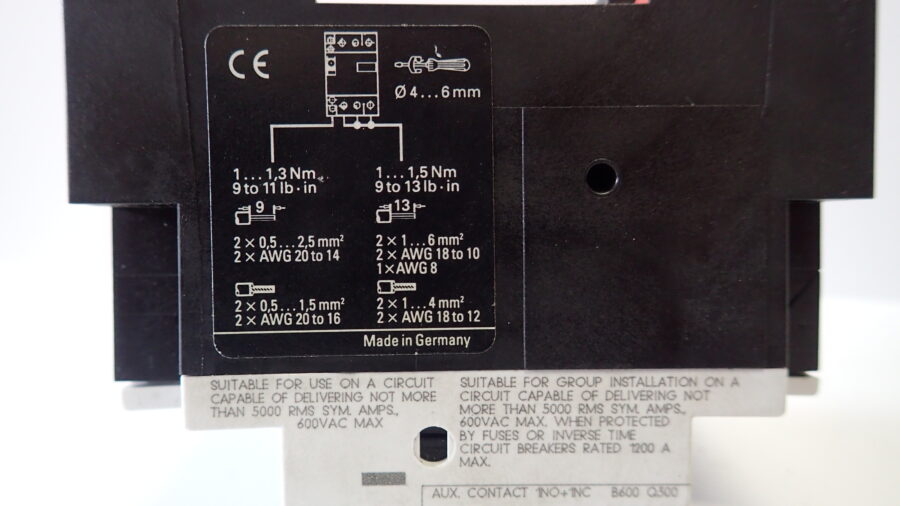 CE
Ø 4...6 mm
1...1,3 Nm
9 to 11 lb·in
9
2 × 0,5...2,5 mm²
2 × AWG 20 to 14
2 × 0,5...1,5 mm²
2 × AWG 20 to 16
1...1,5 Nm
9 to 13 lb·in
13
2 × 1...6 mm²
2 × AWG 18 to 10
1 × AWG 8
2 × 1...4 mm²
2 × AWG 18 to 12
Made in Germany
SUITABLE FOR USE ON A CIRCUIT
CAPABLE OF DELIVERING NOT MORE
THAN 5000 RMS SYM. AMPS.,
600VAC MAX
SUITABLE FOR GROUP INSTALLATION ON A
CIRCUIT CAPABLE OF DELIVERING NOT
MORE THAN 5000 RMS SYM. AMPS.,
600VAC MAX. WHEN PROTECTED
BY FUSES OR INVERSE TIME
CIRCUIT BREAKERS RATED 1200 A
MAX.
AUX. CONTACT 1NO+1NC B600 Q300